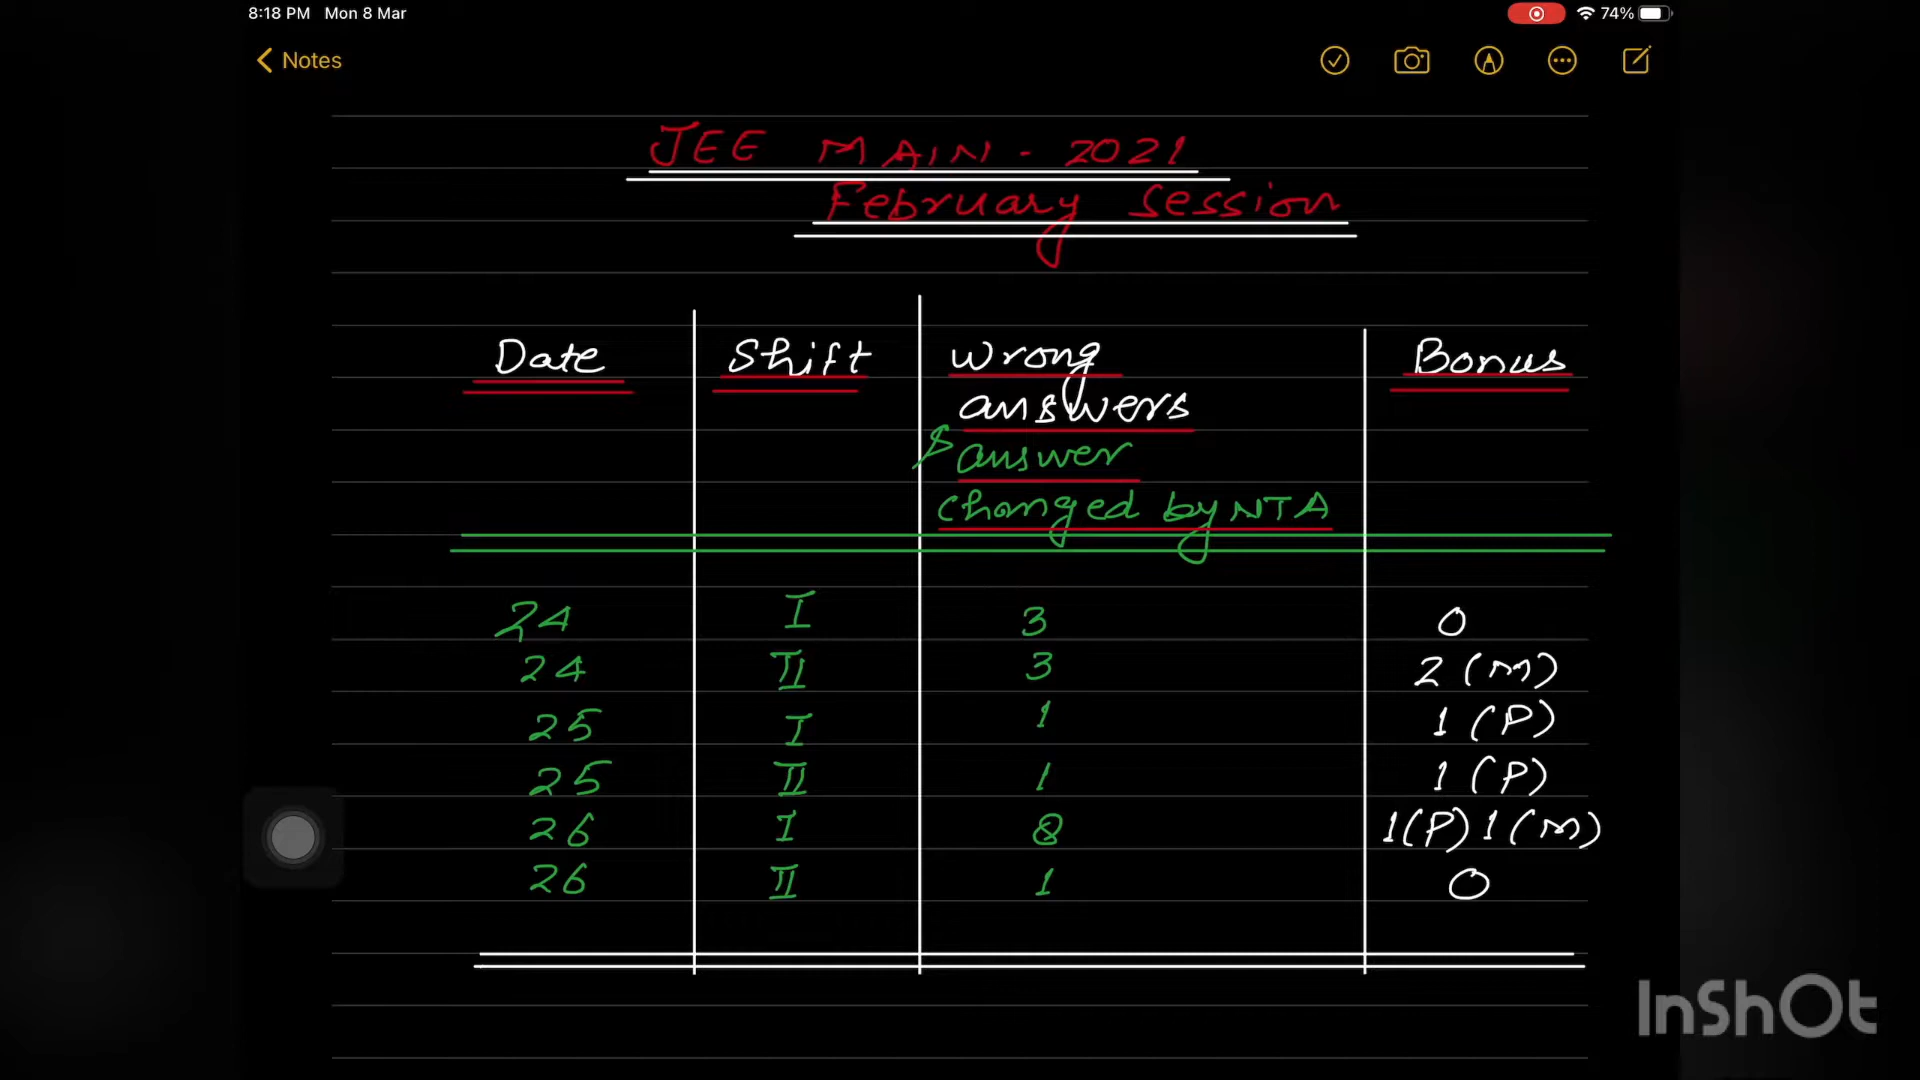 8:18 PM Mon 8 Mar 74%
Notes
JEE MAIN - 2021
February session
Date Shift Wrong Bonus
answers
$ answer
changed by NTA
24 I 3 0
24 II 3 2 (m)
25 I 1 1 (P)
25 II 1 1 (P)
26 I 8 1(P) 1(m)
26 II 1 0
InShOt